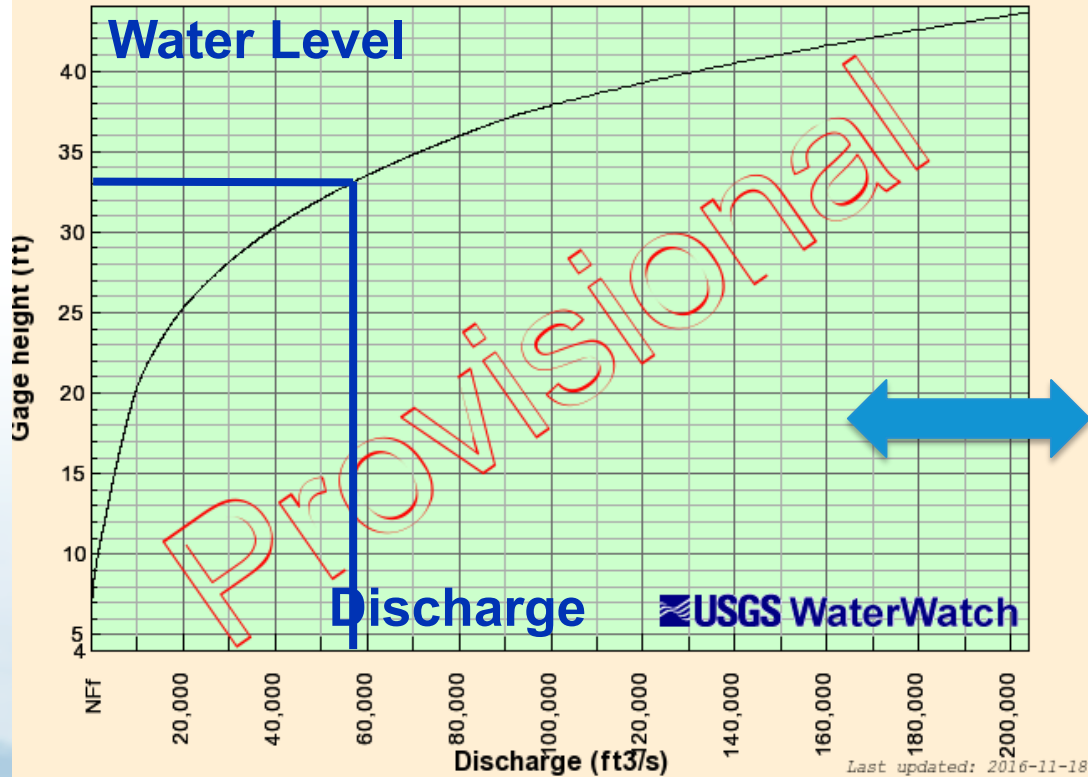 Water Level
40
35
30
25
20
15
10
5
4
Gage height (ft)
Provisional
Discharge
USGS WaterWatch
NFf
20,000
40,000
60,000
80,000
100,000
120,000
140,000
160,000
180,000
200,000
Discharge (ft3/s)
Last updated: 2016-11-18